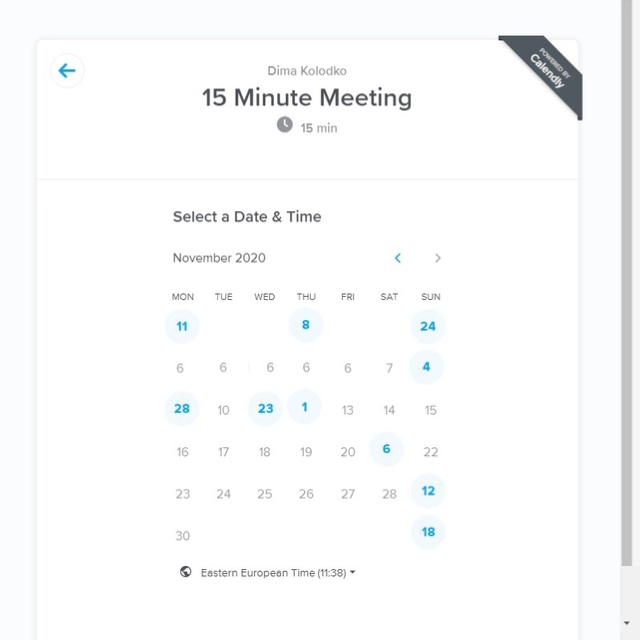 POWERED BY
Calendly
Dima Kolodko
15 Minute Meeting
15 min
Select a Date & Time
November 2020
MON TUE WED THU FRI SAT SUN
11 8 24
6 6 6 6 6 7 4
28 10 23 1 13 14 15
16 17 18 19 20 6 22
23 24 25 26 27 28 12
30 18
Eastern European Time (11:38)